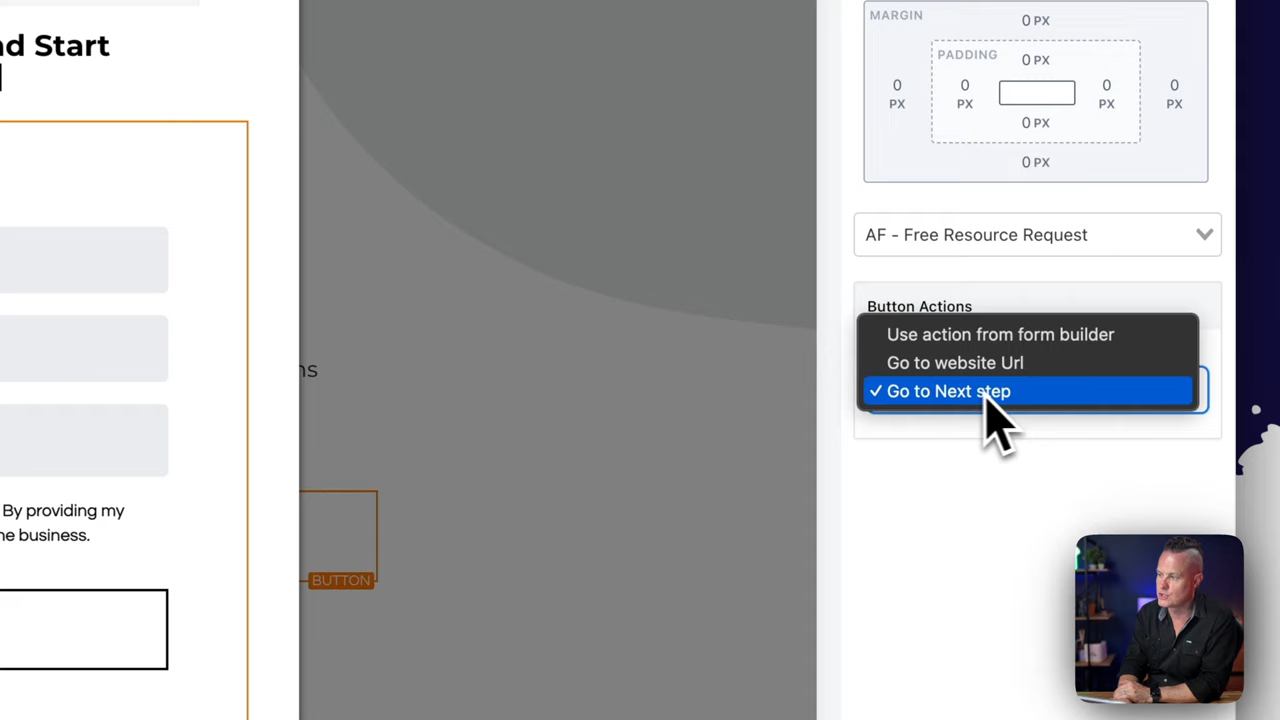 nd Start
MARGIN
0 PX
PADDING
0 PX
0 PX
0 PX
0 PX
0 PX
0 PX
0 PX
AF - Free Resource Request
Button Actions
Use action from form builder
Go to website Url
✓ Go to Next step
ns
By providing my
he business.
BUTTON